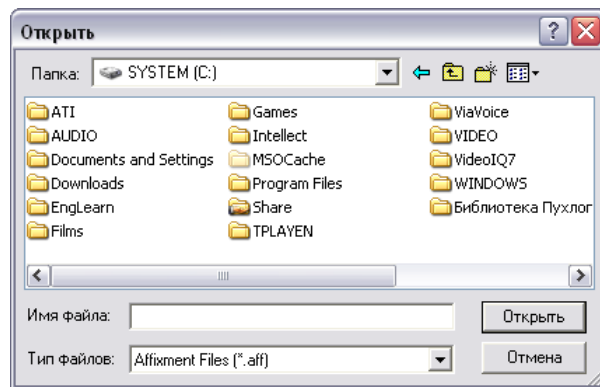 Открыть
Папка: SYSTEM (C:)
ATI
AUDIO
Documents and Settings
Downloads
EngLearn
Films
Games
Intellect
MSOCache
Program Files
Share
TPLAYEN
ViaVoice
VIDEO
VideoIQ7
WINDOWS
Библиотека Пухлог
Имя файла:
Открыть
Тип файлов: Affixment Files (*.aff)
Отмена